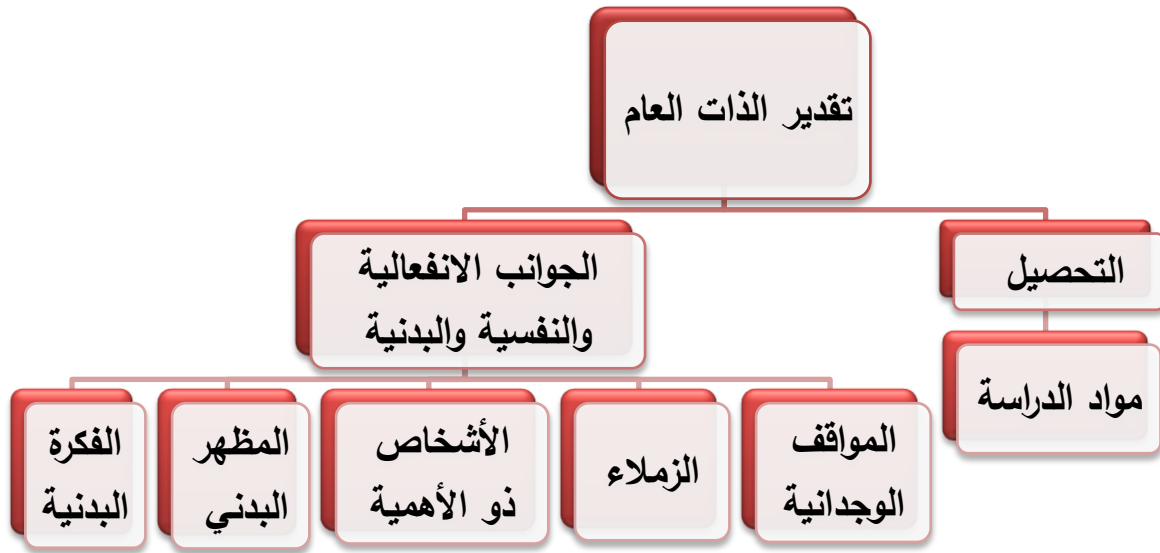 تقدير الذات العام
التحصيل
الجوانب الانفعالية
والنفسية والبدنية
مواد الدراسة
المواقف
الوجدانية
الزملاء
الأشخاص
ذو الأهمية
المظهر
البدني
الفكرة
البدنية